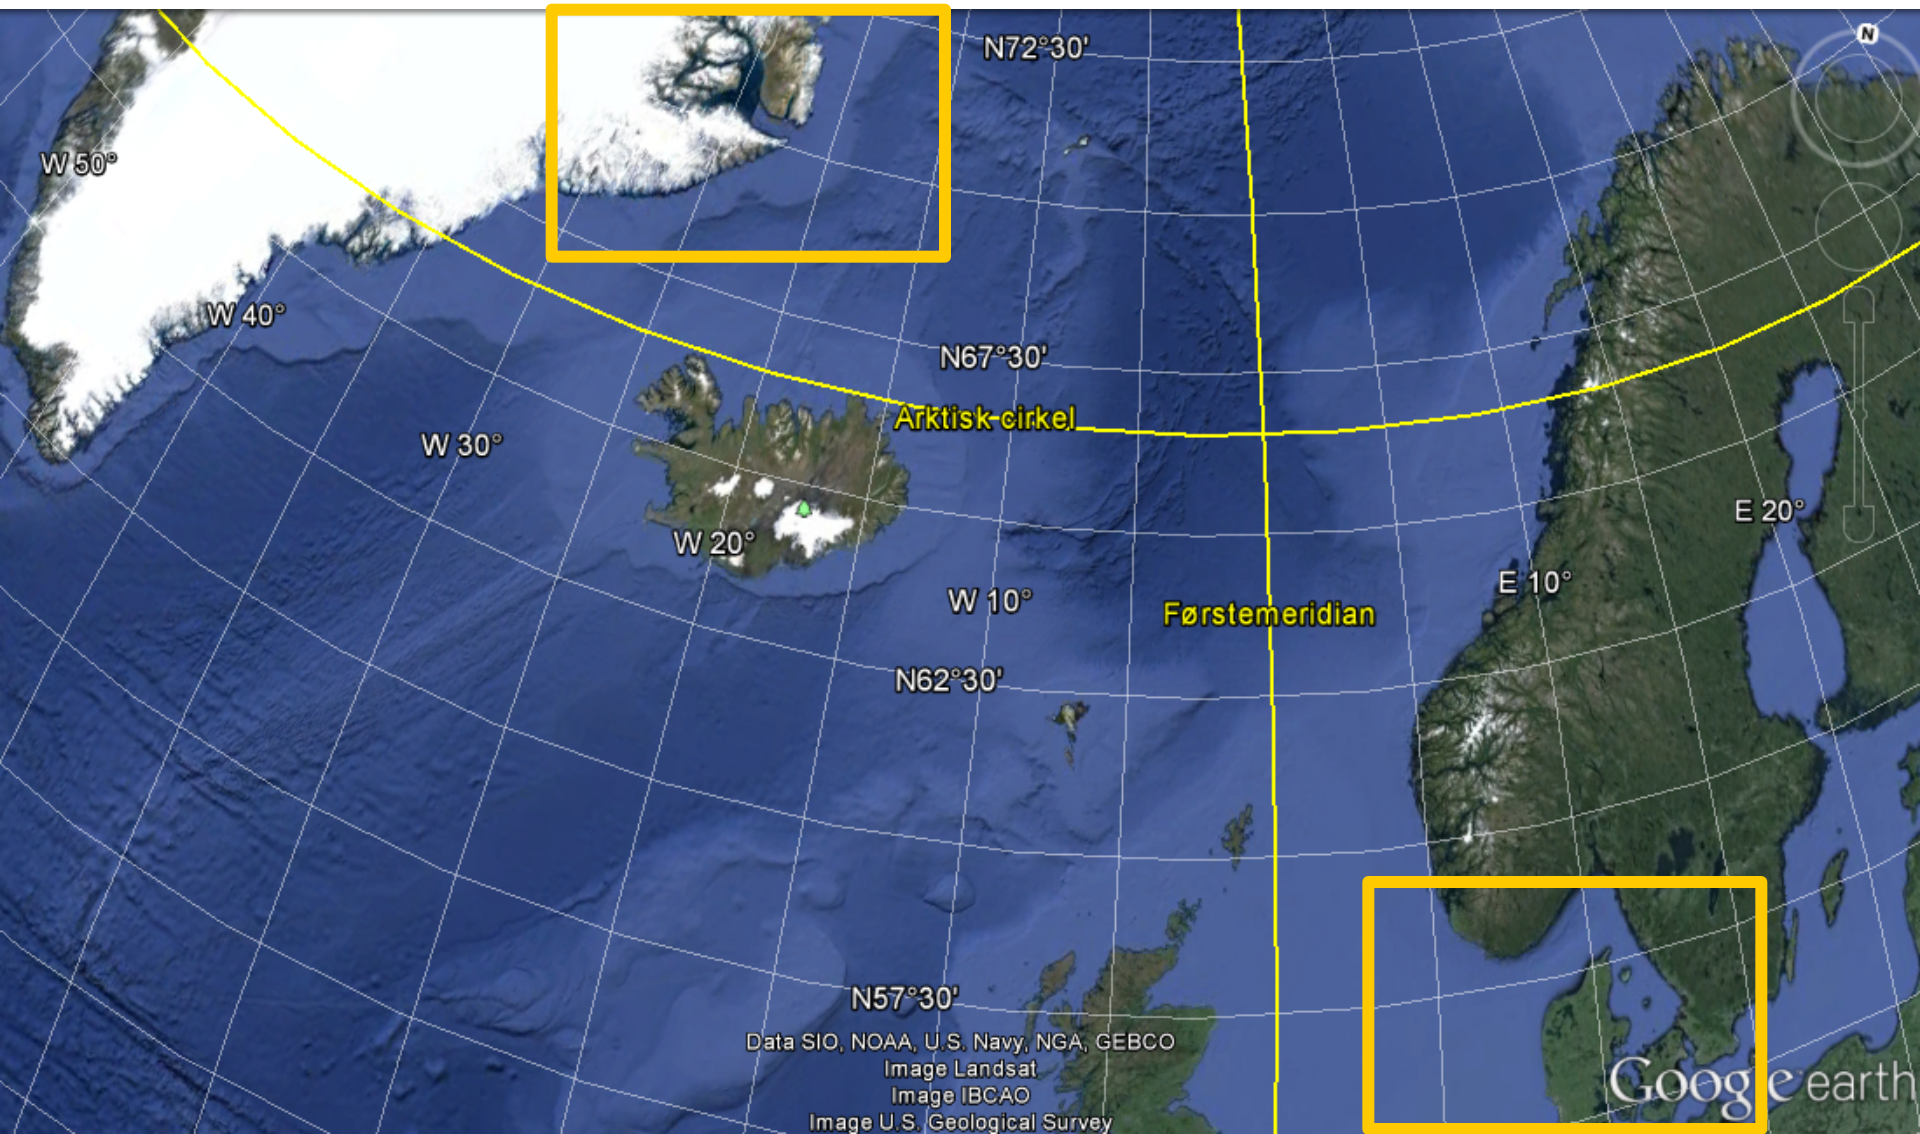 N
N72°30'
W 50°
W 40°
N67°30'
Arktisk cirkel
W 30°
E 20°
W 20°
E 10°
W 10°
Førstemeridian
N62°30'
N57°30'
Data SIO, NOAA, U.S. Navy, NGA, GEBCO
Image Landsat
Image IBCAO
Image U.S. Geological Survey
Google earth